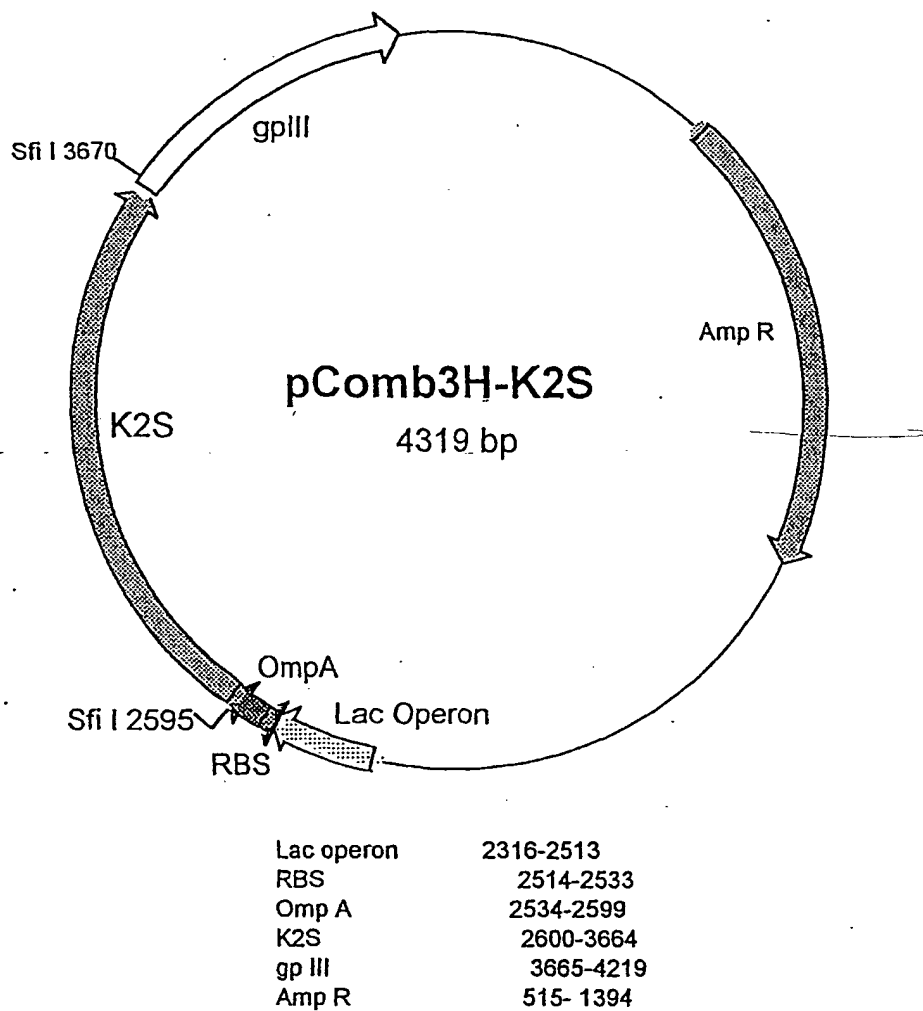 gpIII
Sfi I 3670
Amp R
pComb3H-K2S
4319 bp
K2S
OmpA
Sfi I 2595
Lac Operon
RBS
Lac operon 2316-2513
RBS 2514-2533
Omp A 2534-2599
K2S 2600-3664
gp III 3665-4219
Amp R 515- 1394